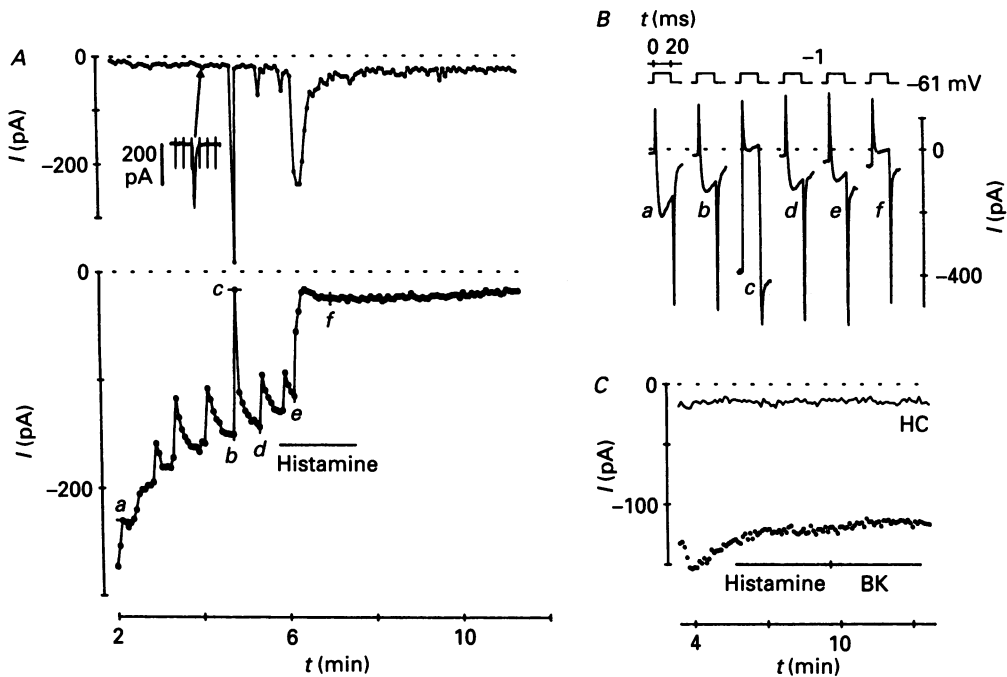 A
0
I (pA)
−200
200
pA
0
c
f
I (pA)
b
d
e
Histamine
a
−200
2
6
10
t (min)
B
t (ms)
0 20
−1
−61 mV
0
a
b
c
d
e
f
I (pA)
−400
C
0
HC
I (pA)
−100
Histamine
BK
4
10
t (min)